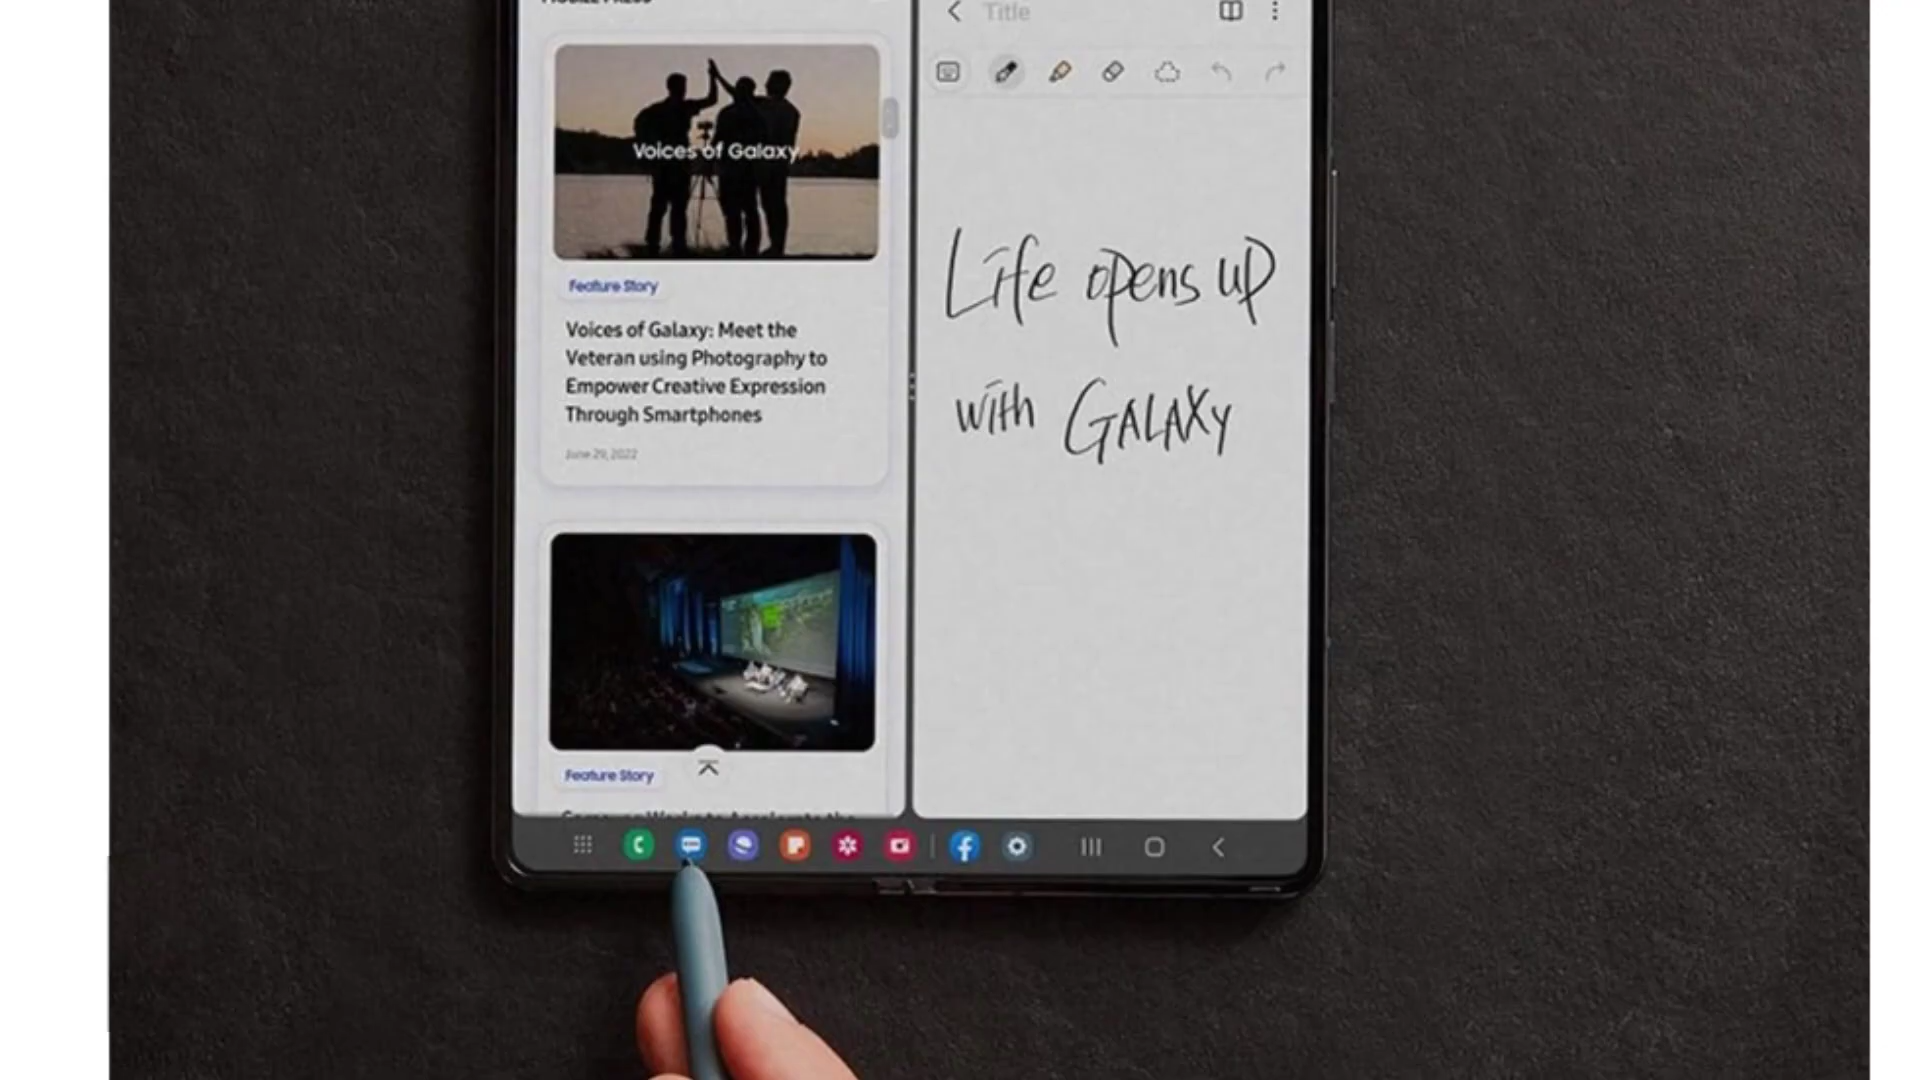 Title
Voices of Galaxy
Feature Story
Voices of Galaxy: Meet the
Veteran using Photography to
Empower Creative Expression
Through Smartphones
June 29, 2022
Feature Story
Life opens up
with GALAXY